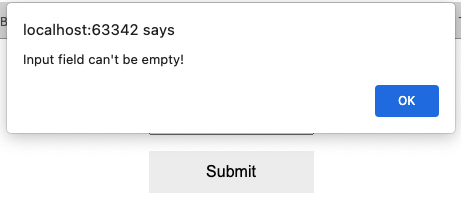 localhost:63342 says
Input field can't be empty!
OK
Submit